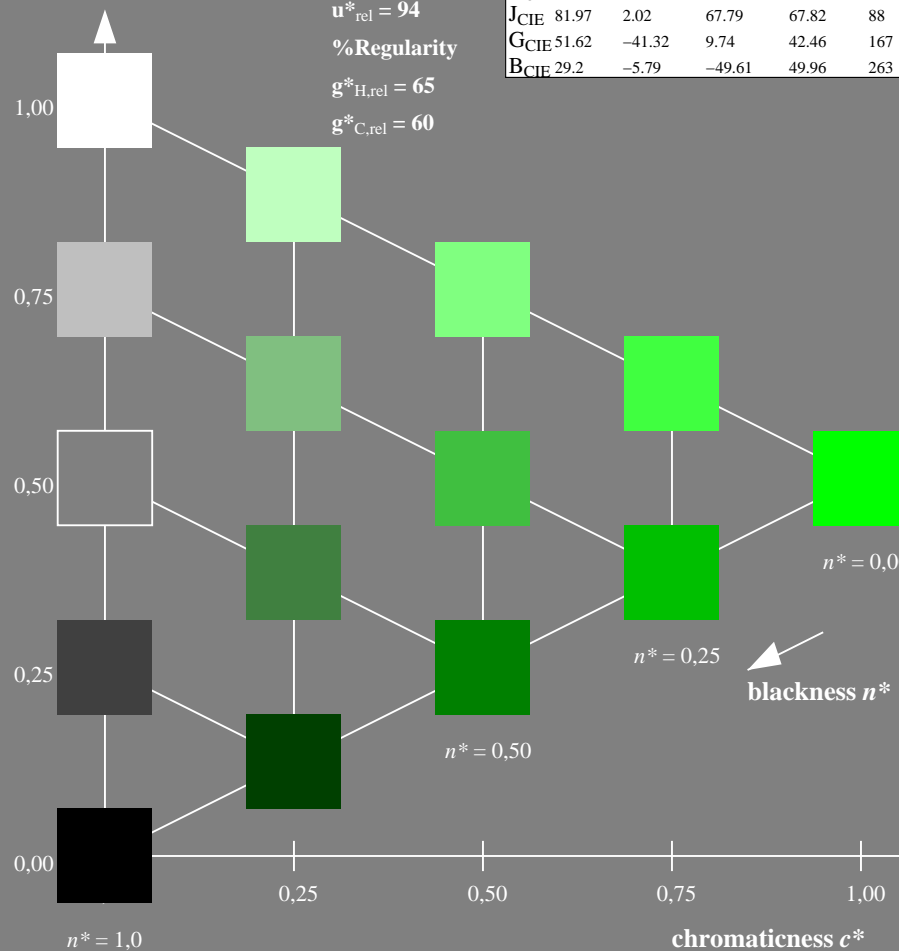 u*rel = 94
%Regularity
g*H,rel = 65
g*C,rel = 60
JCIE 81.97 2.02 67.79 67.82 88
GCIE 51.62 −41.32 9.74 42.46 167
BCIE 29.2 −5.79 −49.61 49.96 263
1,00
0,75
0,50
0,25
0,00
n* = 0,0
n* = 0,25
blackness n*
n* = 0,50
0,25 0,50 0,75 1,00
n* = 1,0
chromaticness c*